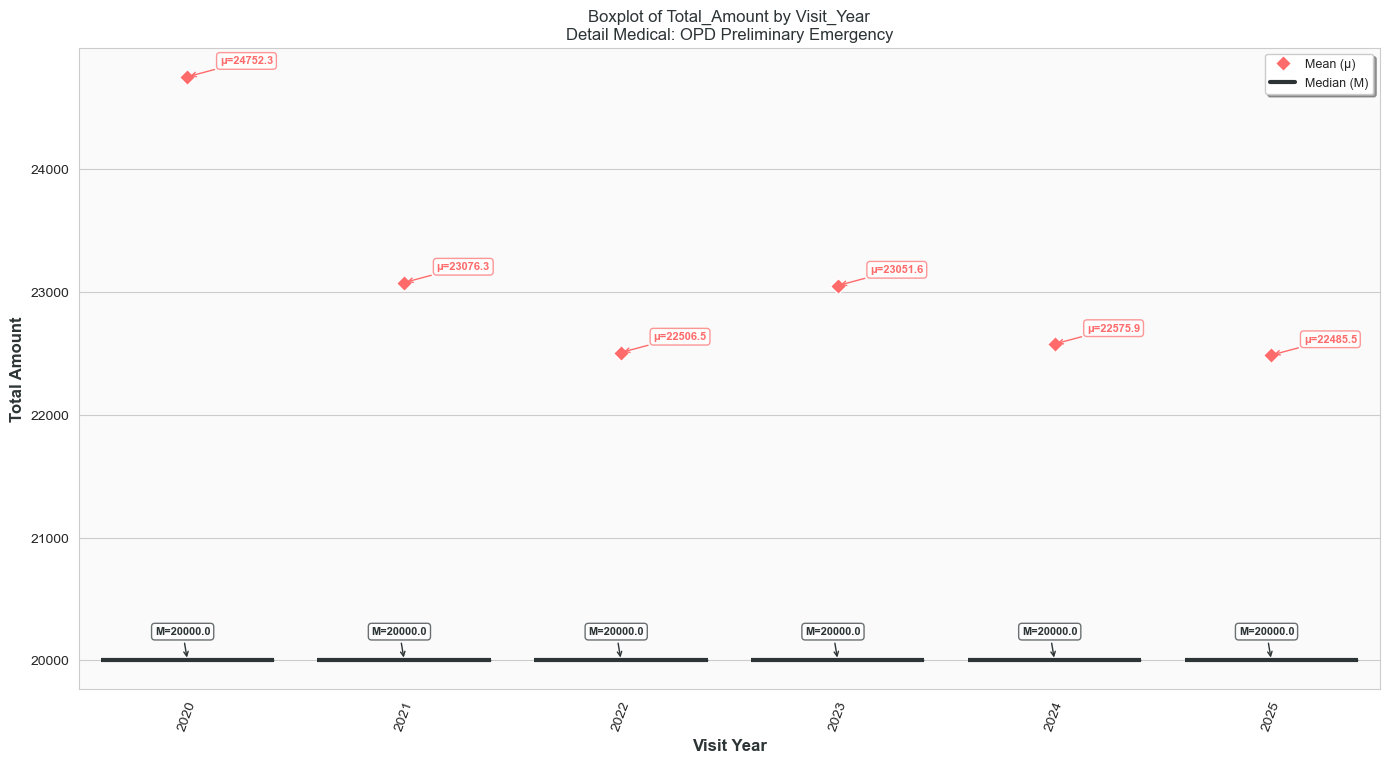 Boxplot of Total_Amount by Visit_Year
Detail Medical: OPD Preliminary Emergency
Mean (μ)
Median (M)
Total Amount
24000
23000
22000
21000
20000
μ=24752.3
μ=23076.3
μ=22506.5
μ=23051.6
μ=22575.9
μ=22485.5
M=20000.0
M=20000.0
M=20000.0
M=20000.0
M=20000.0
M=20000.0
2020
2021
2022
2023
2024
2025
Visit Year